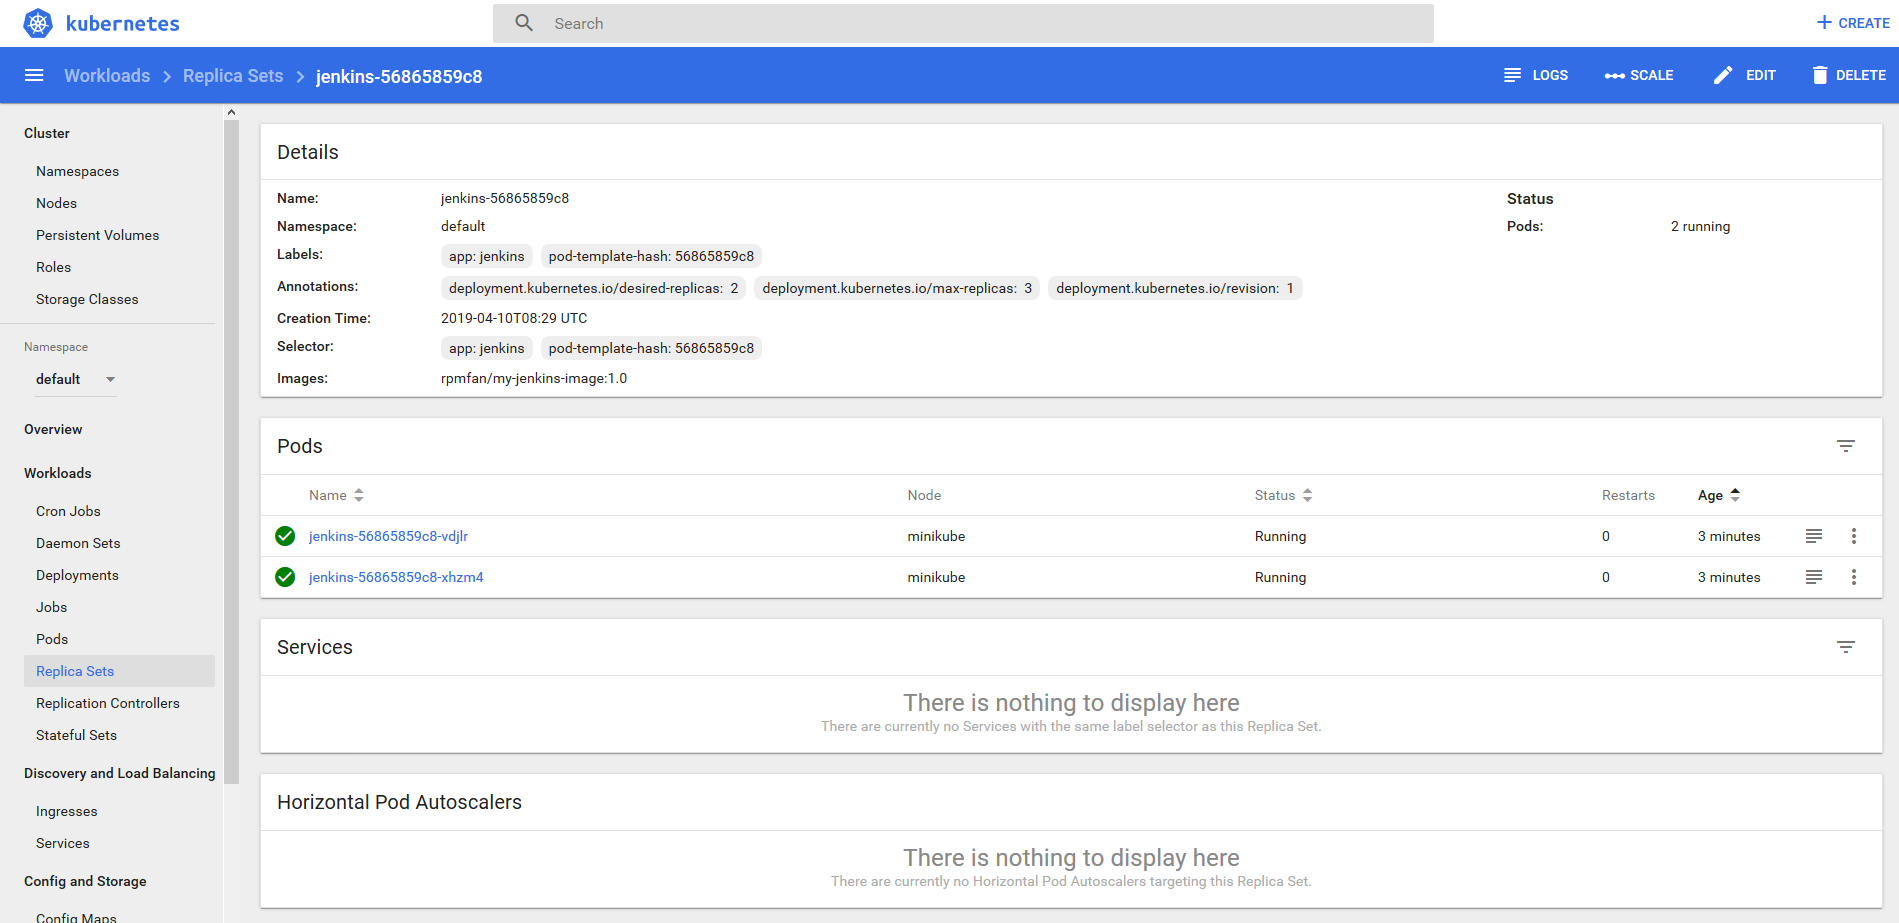 kubernetes
Search
CREATE
Workloads > Replica Sets > jenkins-56865859c8
LOGS SCALE EDIT DELETE
Cluster
Namespaces
Nodes
Persistent Volumes
Roles
Storage Classes
Namespace
default
Overview
Workloads
Cron Jobs
Daemon Sets
Deployments
Jobs
Pods
Replica Sets
Replication Controllers
Stateful Sets
Discovery and Load Balancing
Ingresses
Services
Config and Storage
Config Maps
Details
Name: jenkins-56865859c8
Namespace: default
Labels: app: jenkins pod-template-hash: 56865859c8
Annotations: deployment.kubernetes.io/desired-replicas: 2 deployment.kubernetes.io/max-replicas: 3 deployment.kubernetes.io/revision: 1
Creation Time: 2019-04-10T08:29 UTC
Selector: app: jenkins pod-template-hash: 56865859c8
Images: rpmfan/my-jenkins-image:1.0
Status
Pods: 2 running
Pods
Name Node Status Restarts Age
jenkins-56865859c8-vdjlr minikube Running 0 3 minutes
jenkins-56865859c8-xhzm4 minikube Running 0 3 minutes
Services
There is nothing to display here
There are currently no Services with the same label selector as this Replica Set.
Horizontal Pod Autoscalers
There is nothing to display here
There are currently no Horizontal Pod Autoscalers targeting this Replica Set.